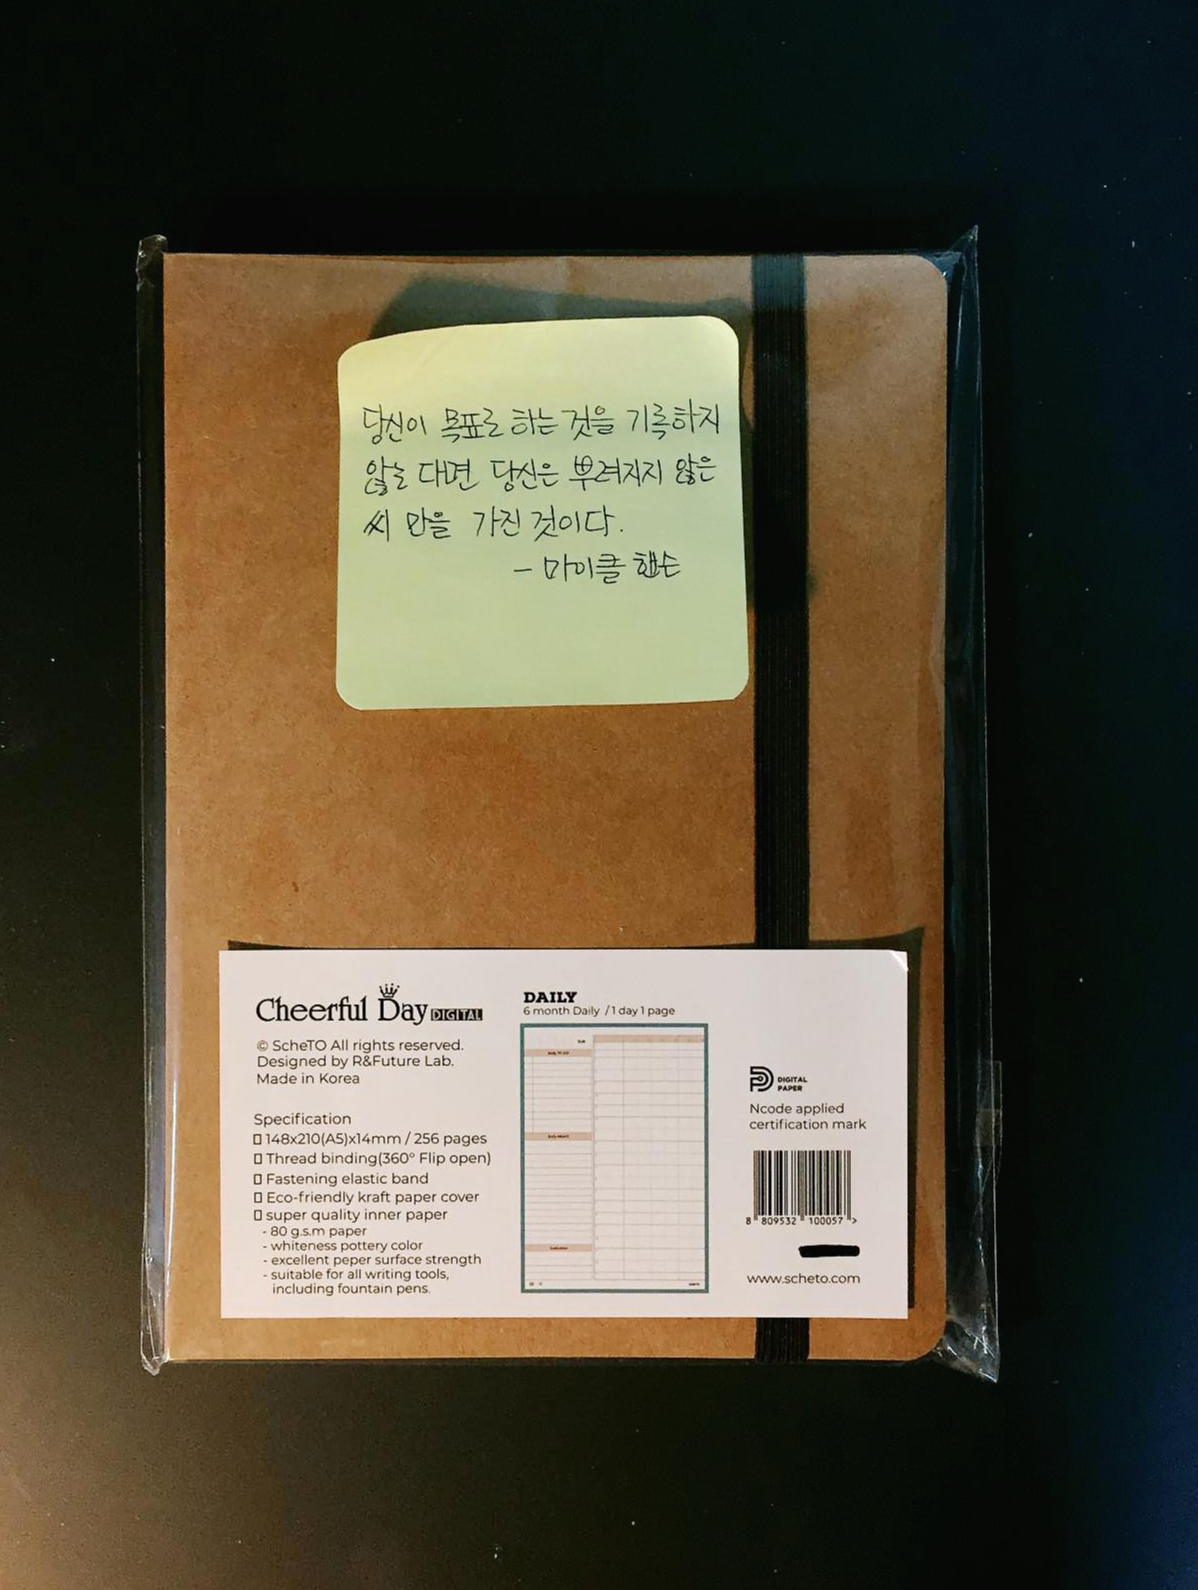 당신이 목표로 하는 것을 기록하지
않는 다면 당신은 뿌려지지 않은
씨 만을 가진 것이다.
- 마이클 핸슨
Cheerful Day DIGITAL
© ScheTO All rights reserved.
Designed by R&Future Lab.
Made in Korea
Specification
148x210(A5)x14mm / 256 pages
Thread binding(360° Flip open)
Fastening elastic band
Eco-friendly kraft paper cover
super quality inner paper
- 80 g.s.m paper
- whiteness pottery color
- excellent peper surface strength
- suitable for all writing tools,
including fountain pens.
DAILY
6 month Daily / 1 day 1 page
DIGITAL
PAPER
Ncode applied
certification mark
8 809532 100057 >
www.scheto.com